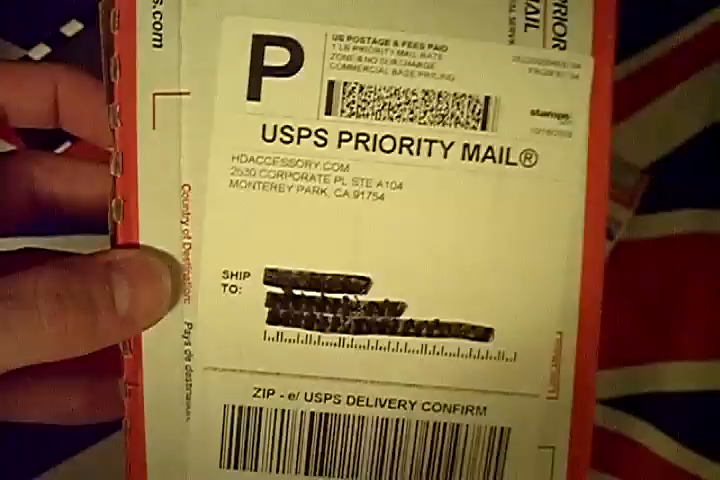 s.com
PRIOR
MAIL
P
US POSTAGE & FEES PAID
1 LB PRIORITY MAIL RATE
ZONE 8 NO SURCHARGE
COMMERCIAL BASE PRICING
stamps
USPS PRIORITY MAIL®
HDACCESSORY.COM
2530 CORPORATE PL STE A104
MONTEREY PARK, CA 91754
Country of Destination:
Pays de destination
SHIP
TO:
ZIP - e/ USPS DELIVERY CONFIRM